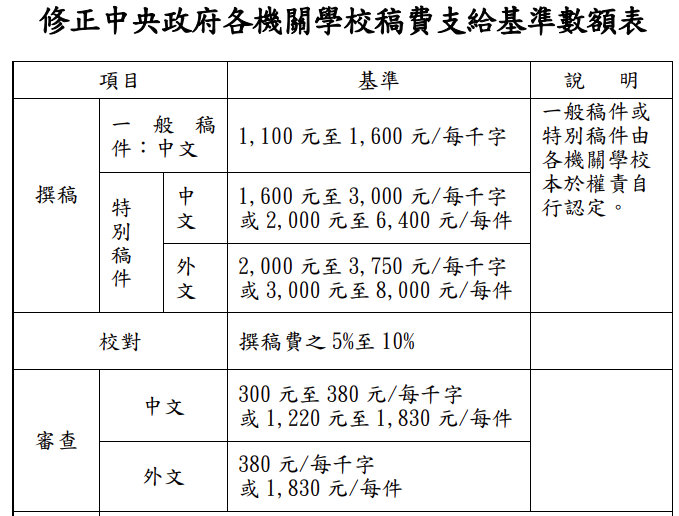 修正中央政府各機關學校稿費支給基準數額表
項目
基準
說 明
撰稿
一般稿
件：中文
1,100 元至 1,600 元/每千字
一般稿件或
特別稿件由
各機關學校
本於權責自
行認定。
特
別
稿
件
中
文
1,600 元至 3,000 元/每千字
或 2,000 元至 6,400 元/每件
外
文
2,000 元至 3,750 元/每千字
或 3,000 元至 8,000 元/每件
校對
撰稿費之 5%至 10%
審查
中文
300 元至 380 元/每千字
或 1,220 元至 1,830 元/每件
外文
380 元/每千字
或 1,830 元/每件